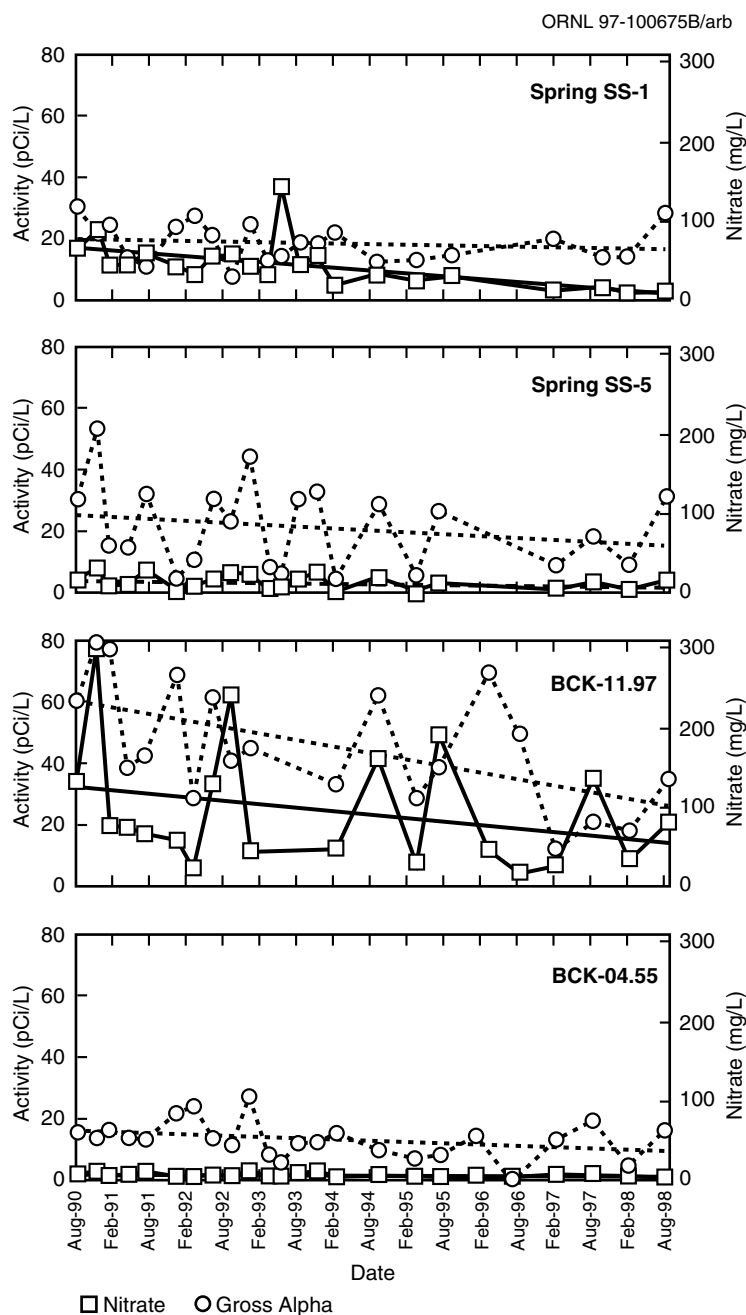 ORNL 97-100675B/arb
80
60
40
20
0
Activity (pCi/L)
Spring SS-1
300
200
100
0
Nitrate (mg/L)
80
60
40
20
0
Activity (pCi/L)
Spring SS-5
300
200
100
0
Nitrate (mg/L)
80
60
40
20
0
Activity (pCi/L)
BCK-11.97
300
200
100
0
Nitrate (mg/L)
80
60
40
20
0
Activity (pCi/L)
BCK-04.55
300
200
100
0
Nitrate (mg/L)
Aug-90
Feb-91
Aug-91
Feb-92
Aug-92
Feb-93
Aug-93
Feb-94
Aug-94
Feb-95
Aug-95
Feb-96
Aug-96
Feb-97
Aug-97
Feb-98
Aug-98
Date
Nitrate Gross Alpha